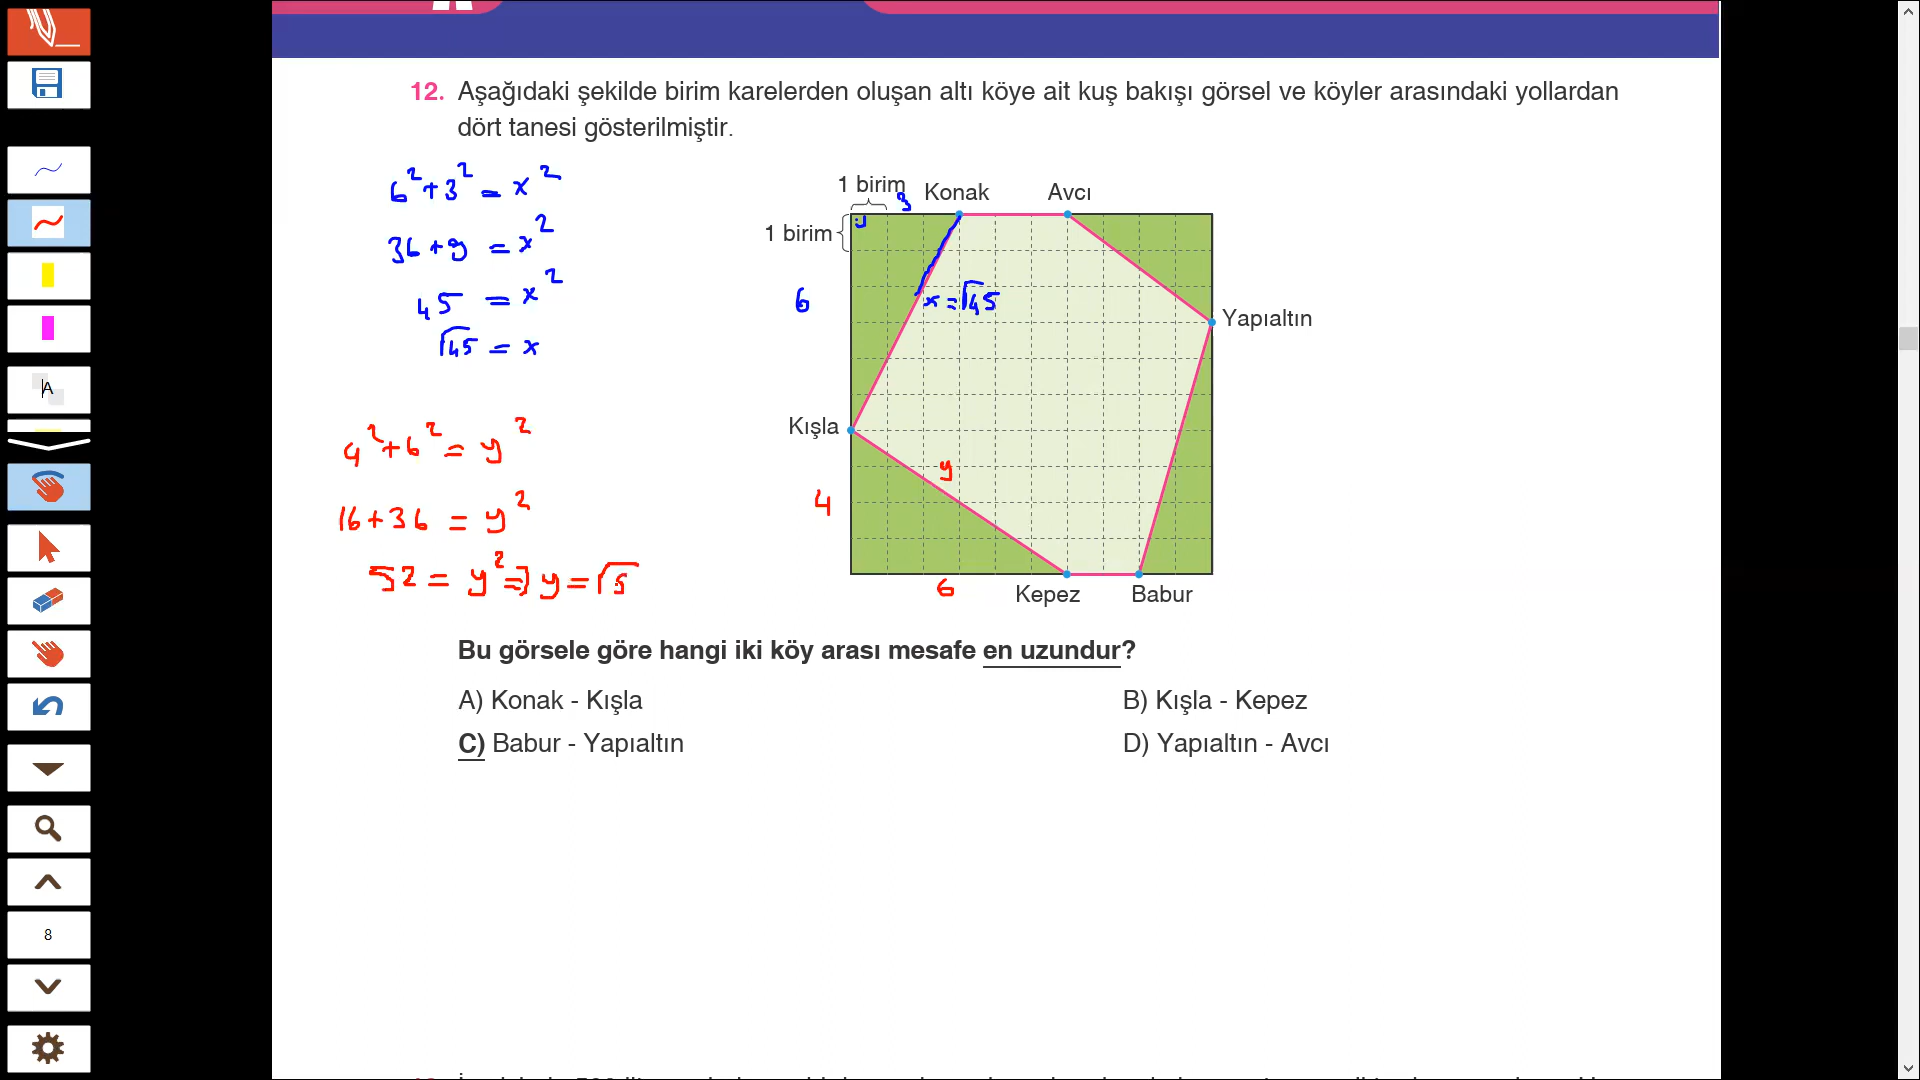 12. Aşağıdaki şekilde birim karelerden oluşan altı köye ait kuş bakışı görsel ve köyler arasındaki yollardan
dört tanesi gösterilmiştir.
6² + 3² = x²
36 + 9 = x²
45 = x²
√45 = x
4² + 6² = y²
16 + 36 = y²
52 = y² ⇒ y = √5
1 birim
3
Konak
Avcı
1 birim
6
x = √45
Yapıaltın
Kışla
y
4
6
Kepez
Babur
Bu görsele göre hangi iki köy arası mesafe en uzundur?
A) Konak - Kışla
B) Kışla - Kepez
C) Babur - Yapıaltın
D) Yapıaltın - Avcı
A
8